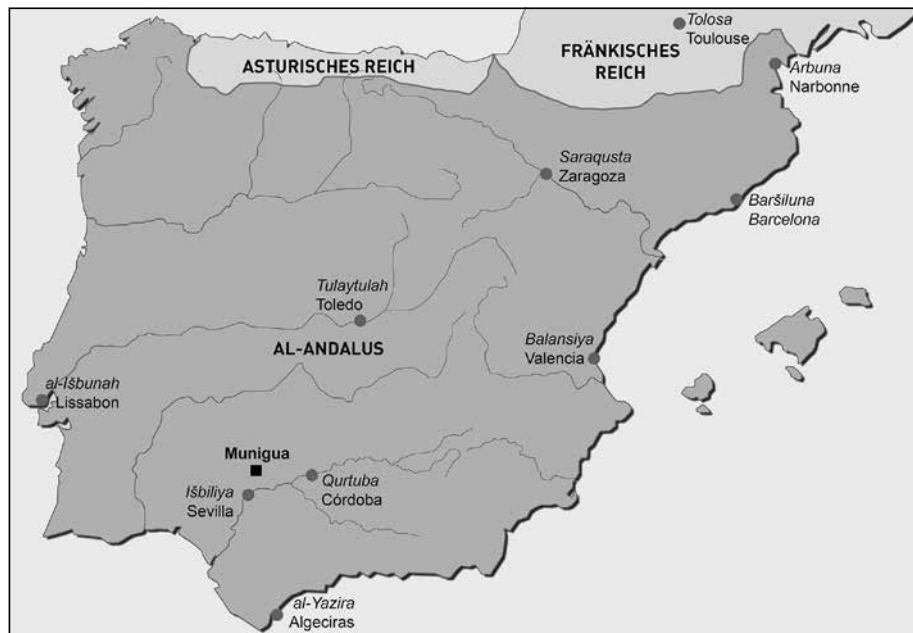 Tolosa
Toulouse
FRÄNKISCHES
REICH
ASTURISCHES REICH
Arbuna
Narbonne
Saraqusta
Zaragoza
Baršiluna
Barcelona
Tulaytulah
Toledo
AL-ANDALUS
Balansiya
Valencia
al-Išbunah
Lissabon
Munigua
Qurtuba
Córdoba
Išbiliya
Sevilla
al-Yazira
Algeciras